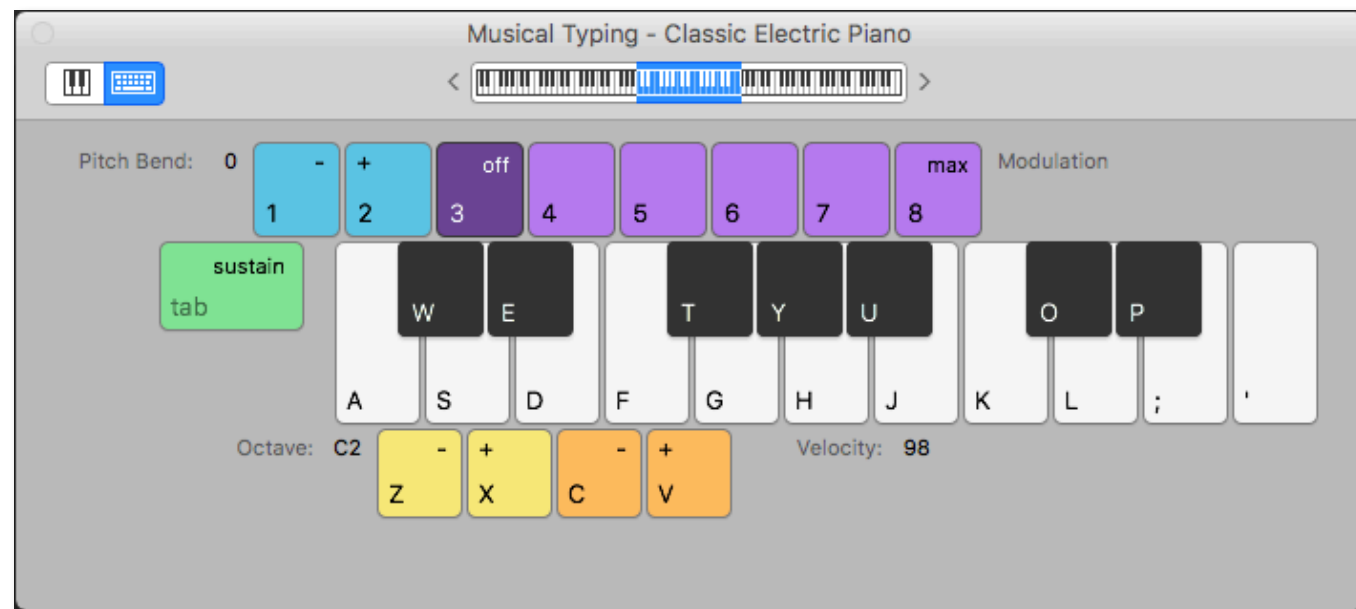 Musical Typing - Classic Electric Piano
< >
Pitch Bend: 0 - + off max Modulation
1 2 3 4 5 6 7 8
sustain
tab
W E T Y U O P
A S D F G H J K L ; '
Octave: C2 - + - + Velocity: 98
Z X C V